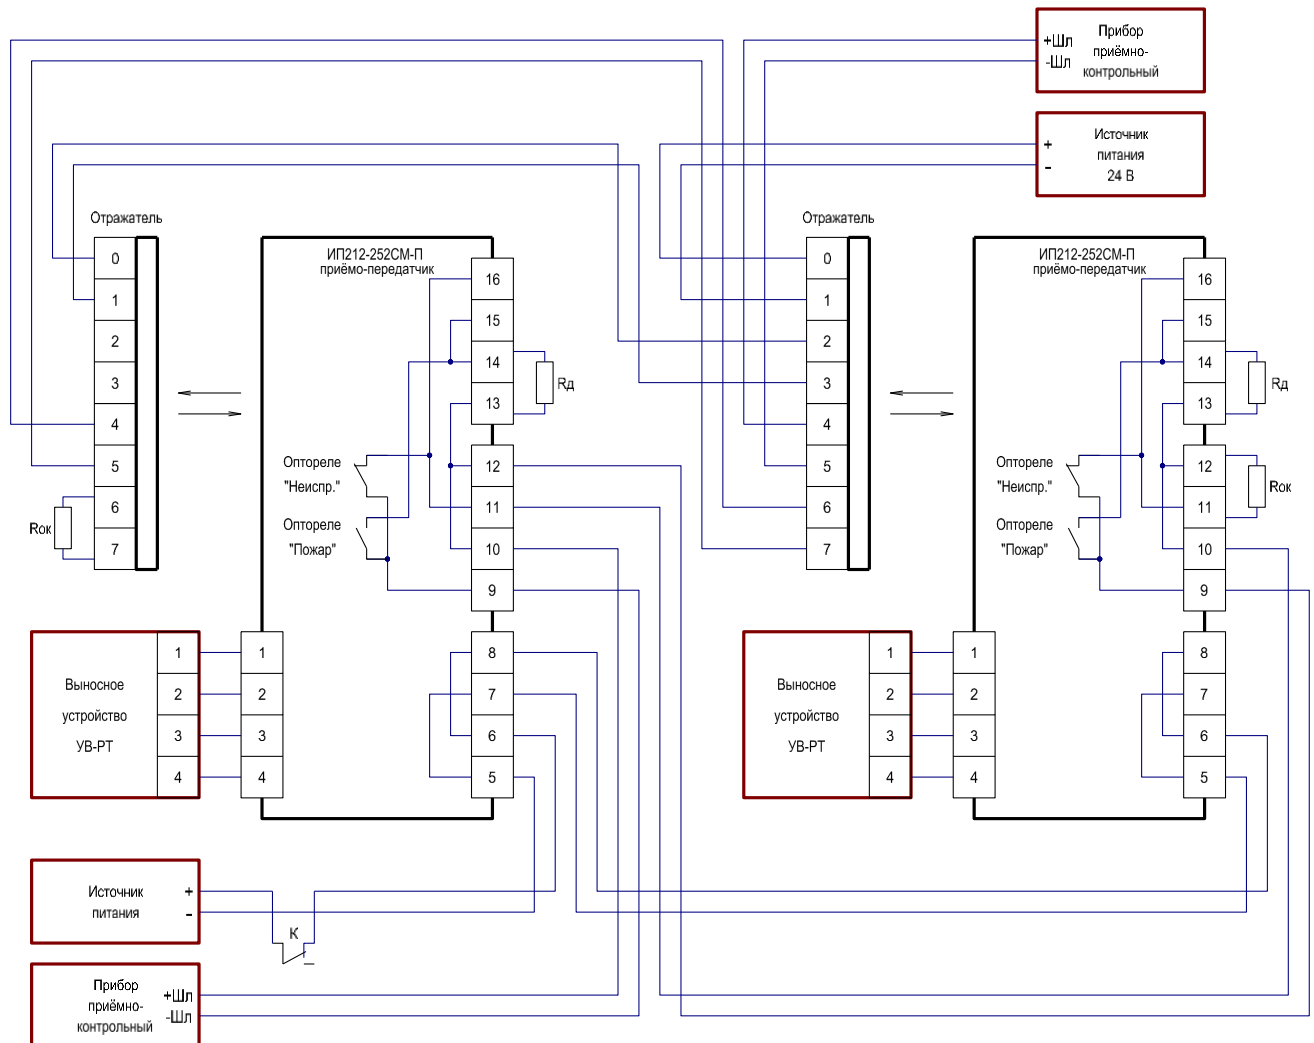 +Шл
-Шл
Прибор
приёмно-
контрольный
+
-
Источник
питания
24 В
Отражатель
0
1
2
3
4
5
6
7
Rок
ИП212-252СМ-П
приёмо-передатчик
16
15
14
13
Rд
12
11
10
9
Оптореле
"Неиспр."
Оптореле
"Пожар"
8
7
6
5
Выносное
устройство
УВ-РТ
1
2
3
4
1
2
3
4
Отражатель
0
1
2
3
4
5
6
7
ИП212-252СМ-П
приёмо-передатчик
16
15
14
13
Rд
12
11
10
9
Rок
Оптореле
"Неиспр."
Оптореле
"Пожар"
8
7
6
5
Выносное
устройство
УВ-РТ
1
2
3
4
1
2
3
4
Источник
питания
+
-
К
Прибор
приёмно-
контрольный
+Шл
-Шл